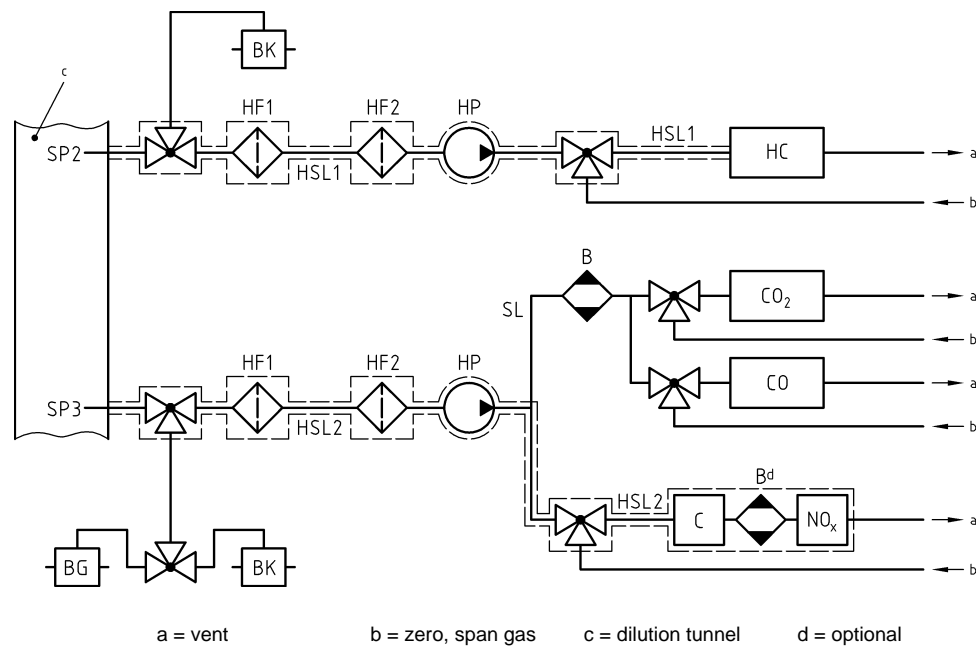 BK
c
HF1
HF2
HP
SP2
HSL1
HSL1
HC
a
b
B
SL
CO₂
a
b
HF1
HF2
HP
CO
a
SP3
HSL2
b
Bᵈ
HSL2
C
NOₓ
a
BG
BK
b
a = vent b = zero, span gas c = dilution tunnel d = optional